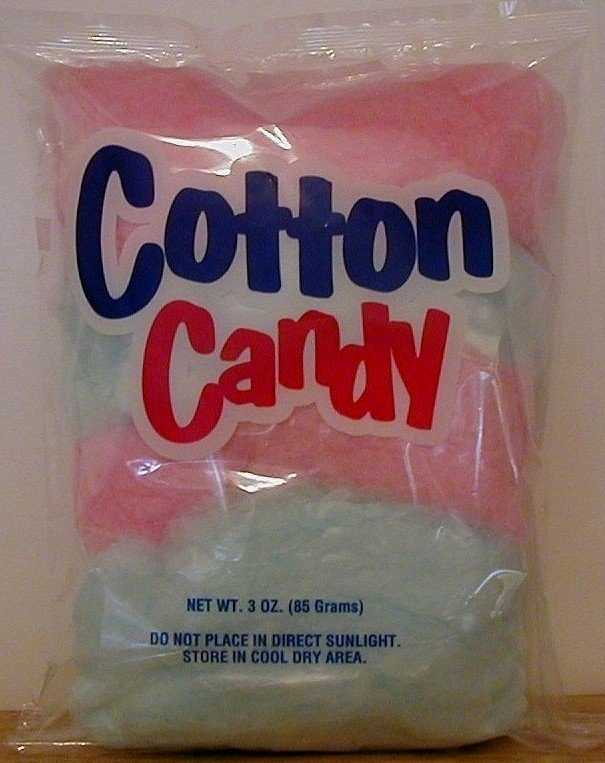 Cotton
Candy
NET WT. 3 OZ. (85 Grams)
DO NOT PLACE IN DIRECT SUNLIGHT.
STORE IN COOL DRY AREA.